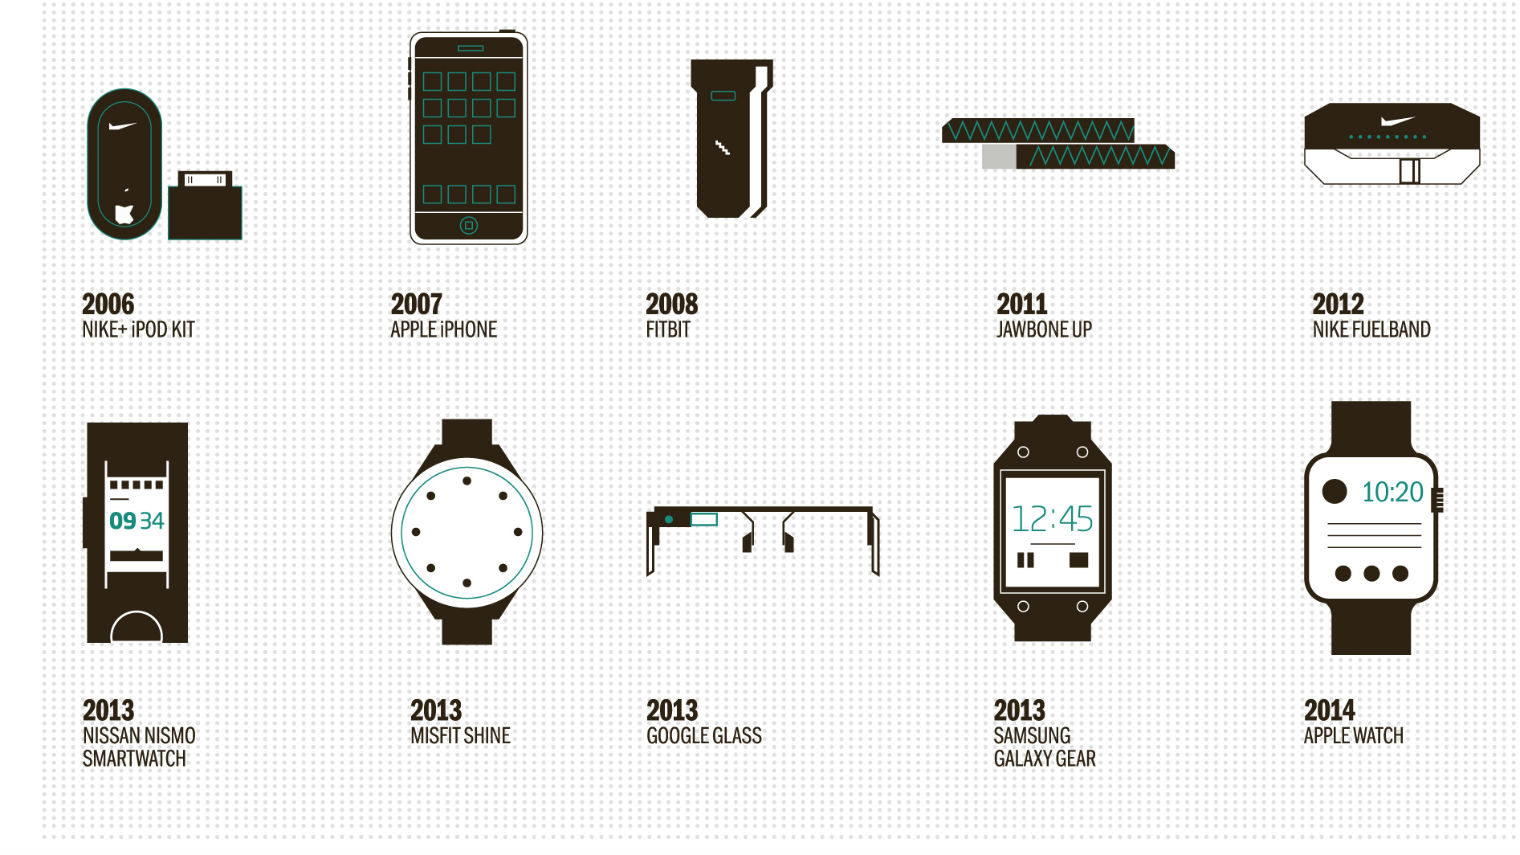 2006
NIKE+ iPOD KIT
2007
APPLE iPHONE
2008
FITBIT
2011
JAWBONE UP
2012
NIKE FUELBAND
09 34
12:45
10:20
2013
NISSAN NISMO
SMARTWATCH
2013
MISFIT SHINE
2013
GOOGLE GLASS
2013
SAMSUNG
GALAXY GEAR
2014
APPLE WATCH